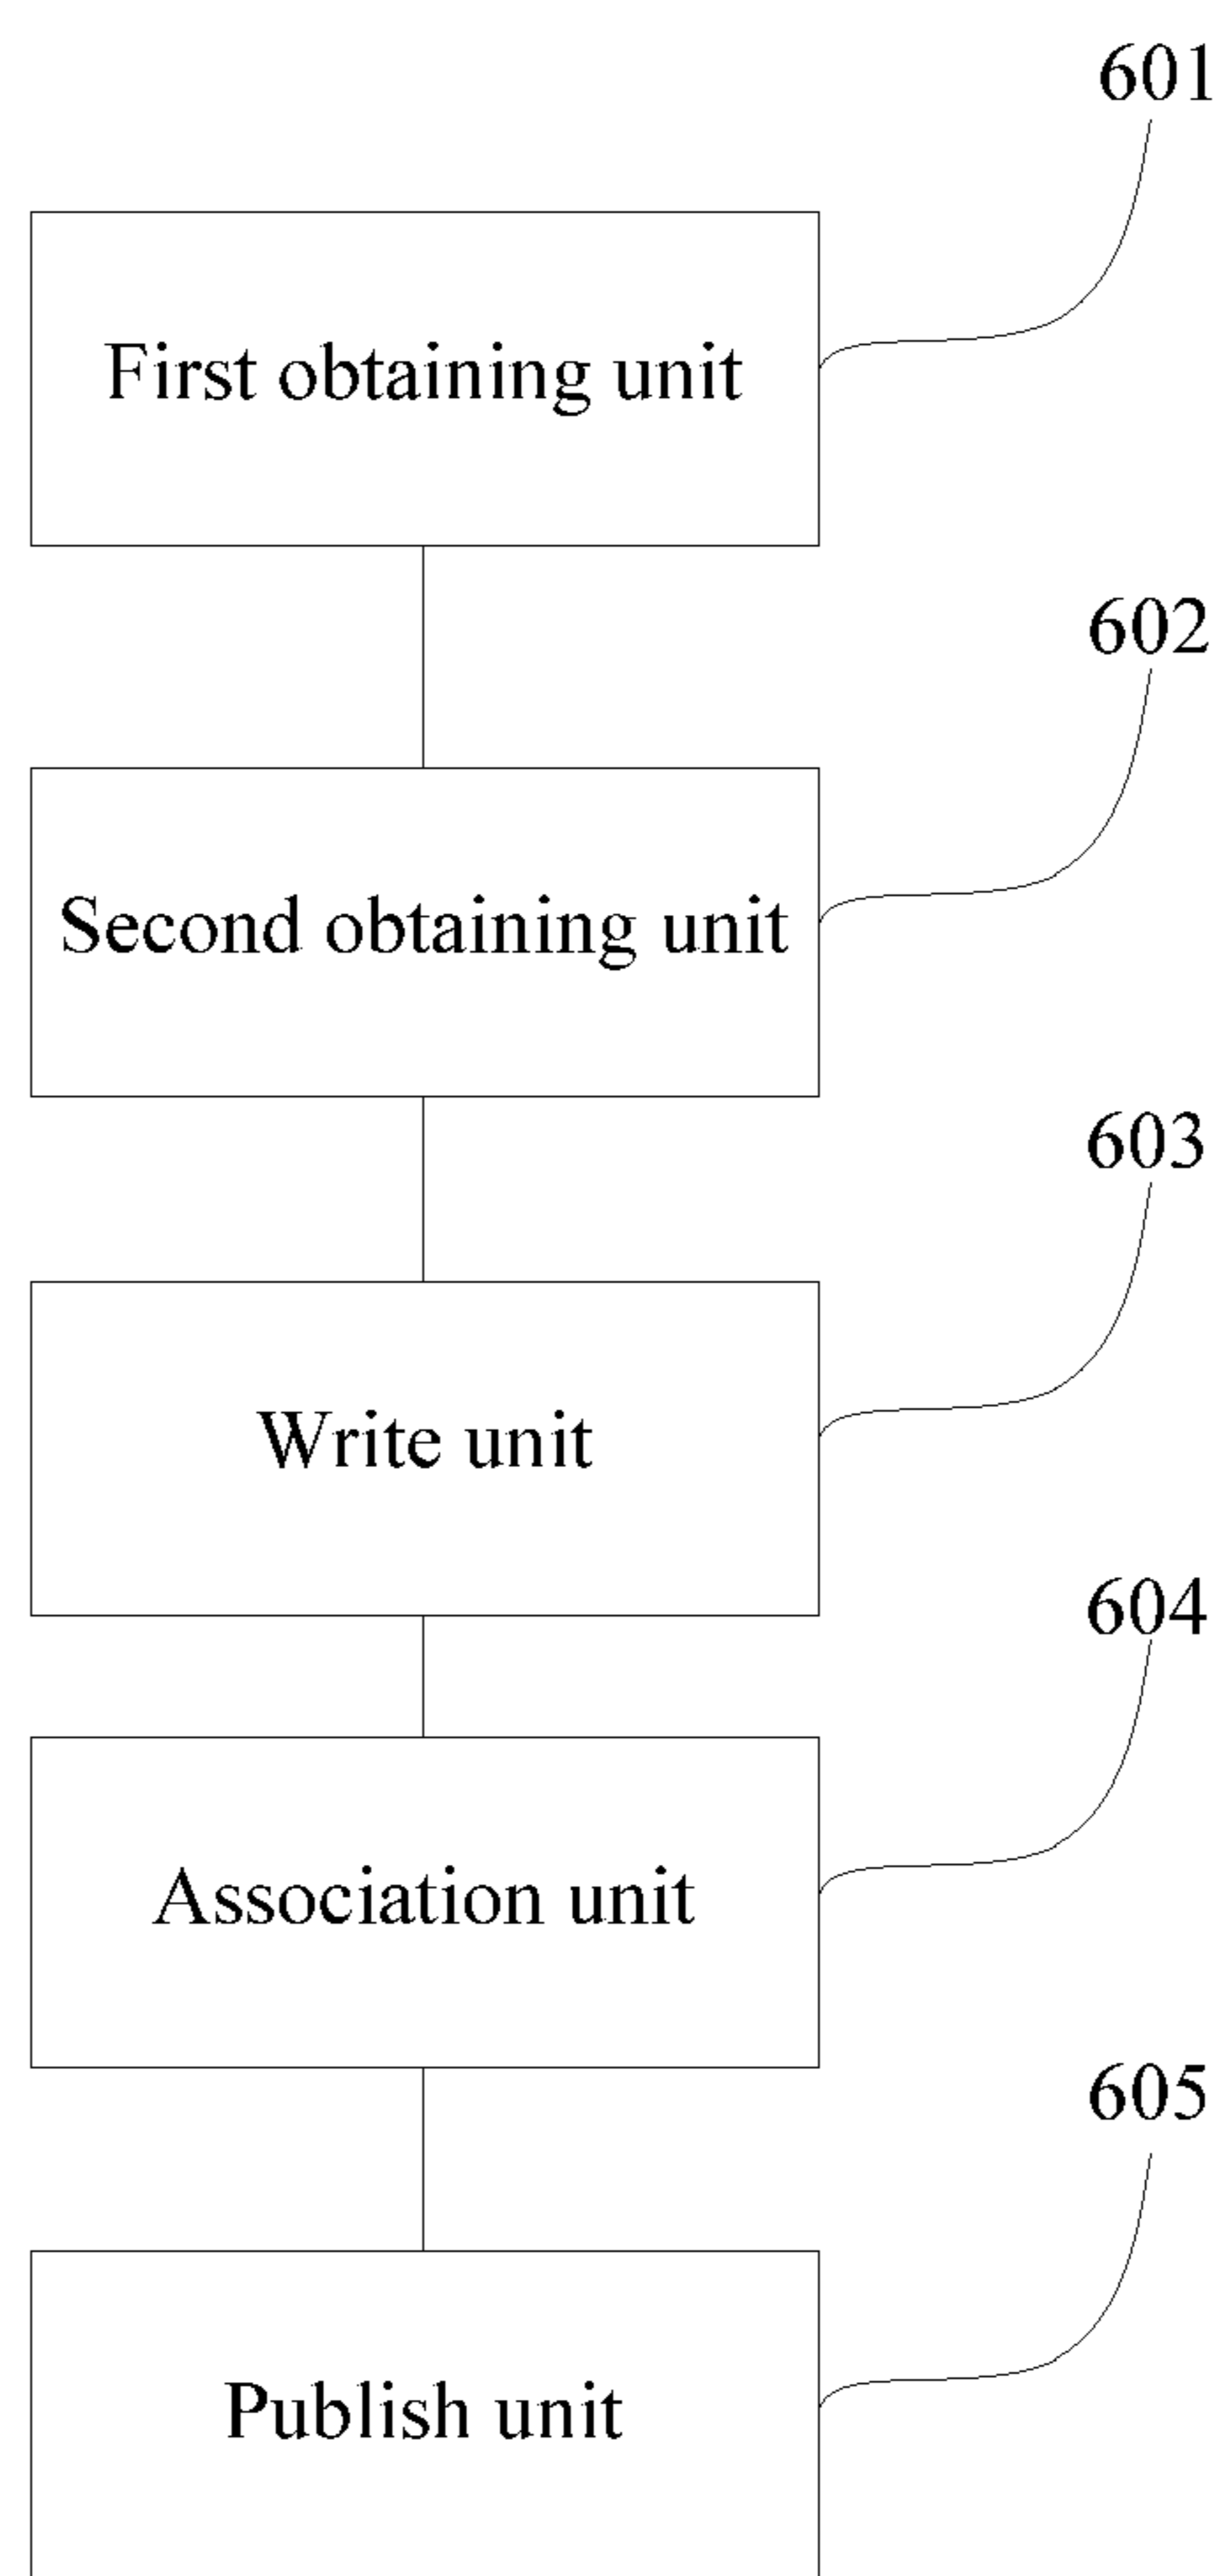 601
First obtaining unit
602
Second obtaining unit
603
Write unit
604
Association unit
605
Publish unit